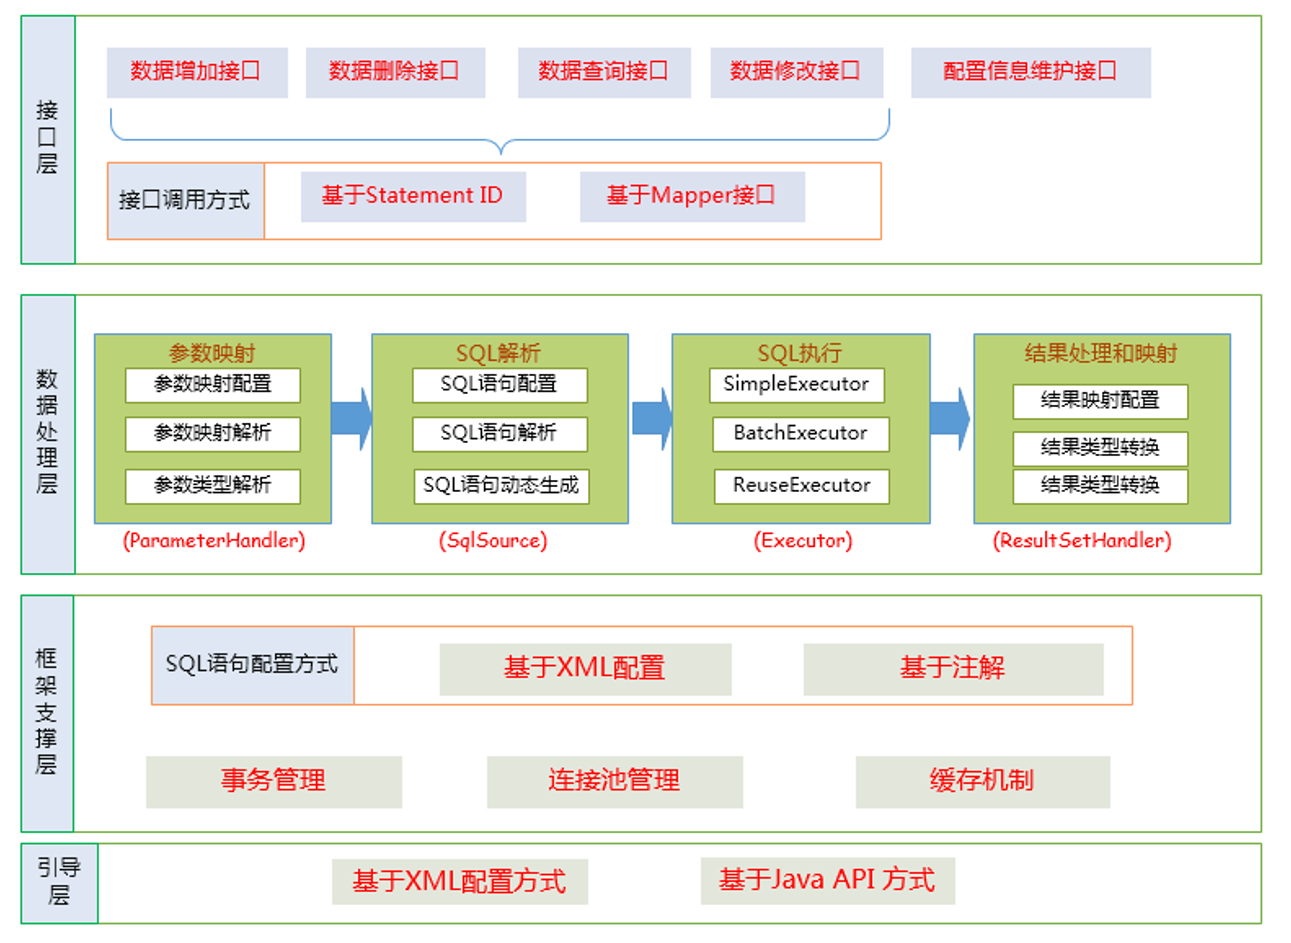 接口层
数据增加接口
数据删除接口
数据查询接口
数据修改接口
配置信息维护接口
接口调用方式
基于Statement ID
基于Mapper接口
数据处理层
参数映射
参数映射配置
参数映射解析
参数类型解析
(ParameterHandler)
SQL解析
SQL语句配置
SQL语句解析
SQL语句动态生成
(SqlSource)
SQL执行
SimpleExecutor
BatchExecutor
ReuseExecutor
(Executor)
结果处理和映射
结果映射配置
结果类型转换
结果类型转换
(ResultSetHandler)
框架支撑层
SQL语句配置方式
基于XML配置
基于注解
事务管理
连接池管理
缓存机制
引导
层
基于XML配置方式
基于Java API 方式